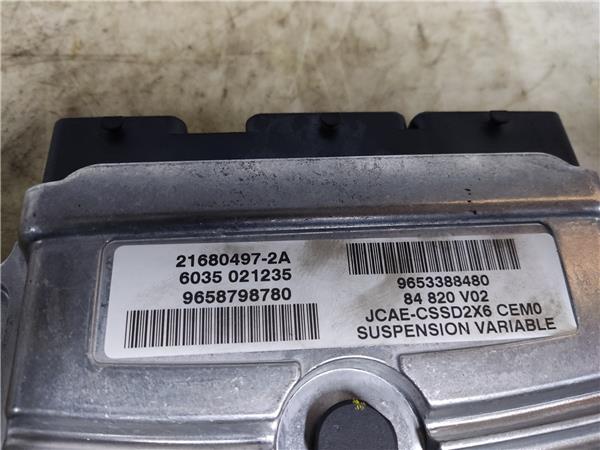 21680497-2A
6035 021235
9658798780
9653388480
84 820 V02
JCAE-CSSD2X6 CEM0
SUSPENSION VARIABLE